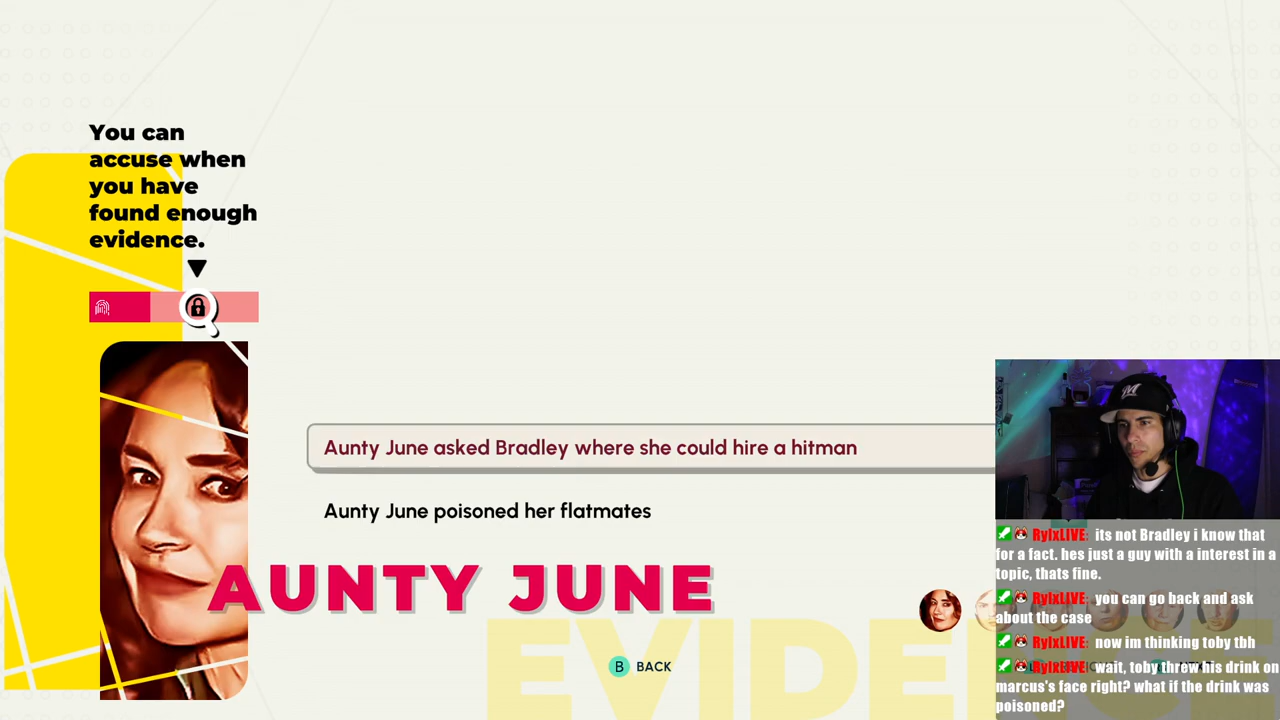 You can
accuse when
you have
found enough
evidence.
Aunty June asked Bradley where she could hire a hitman
Aunty June poisoned her flatmates
AUNTY JUNE
B BACK
RylxLIVE: its not Bradley i know that
for a fact. hes just a guy with a interest in a
topic, thats fine.
RylxLIVE: you can go back and ask
about the case
RylxLIVE: now im thinking toby tbh
RylxLIVE: wait, toby threw his drink on
marcus's face right? what if the drink was
poisoned?